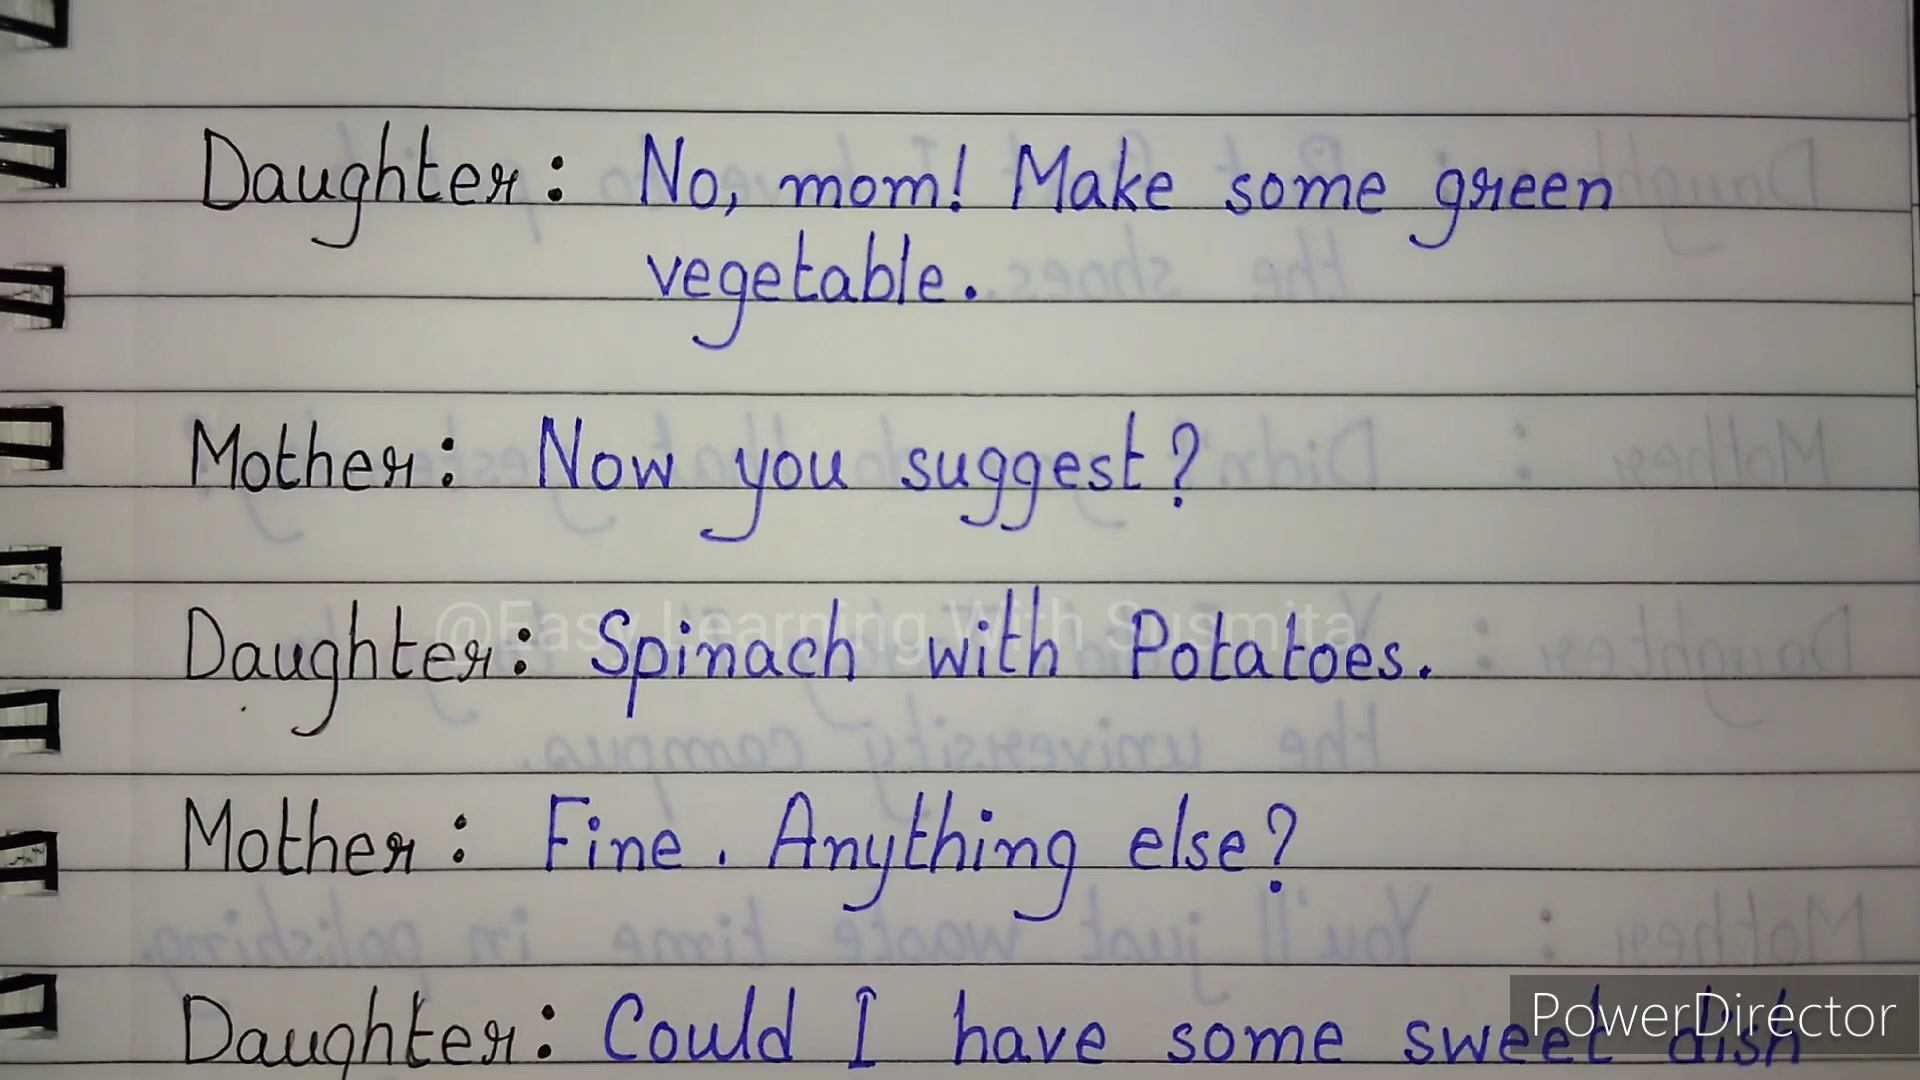 Daughter: No, mom! Make some green
vegetable.
Mother: Now you suggest?
@Easy Learning With Susmita
Daughter: Spinach with Potatoes.
Mother: Fine. Anything else?
Daughter: Could I have some sweet dish
PowerDirector